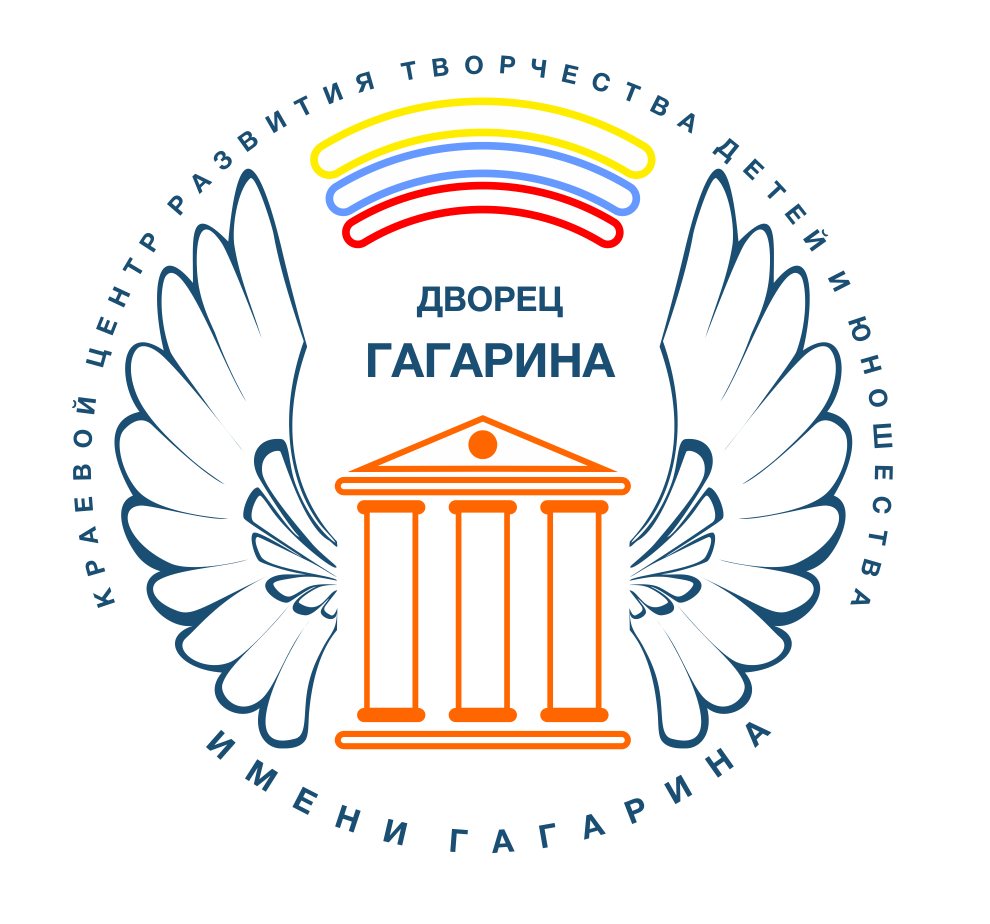 КРАЕВОЙ ЦЕНТР РАЗВИТИЯ ТВОРЧЕСТВА ДЕТЕЙ И ЮНОШЕСТВА
ДВОРЕЦ
ГАГАРИНА
ИМЕНИ ГАГАРИНА